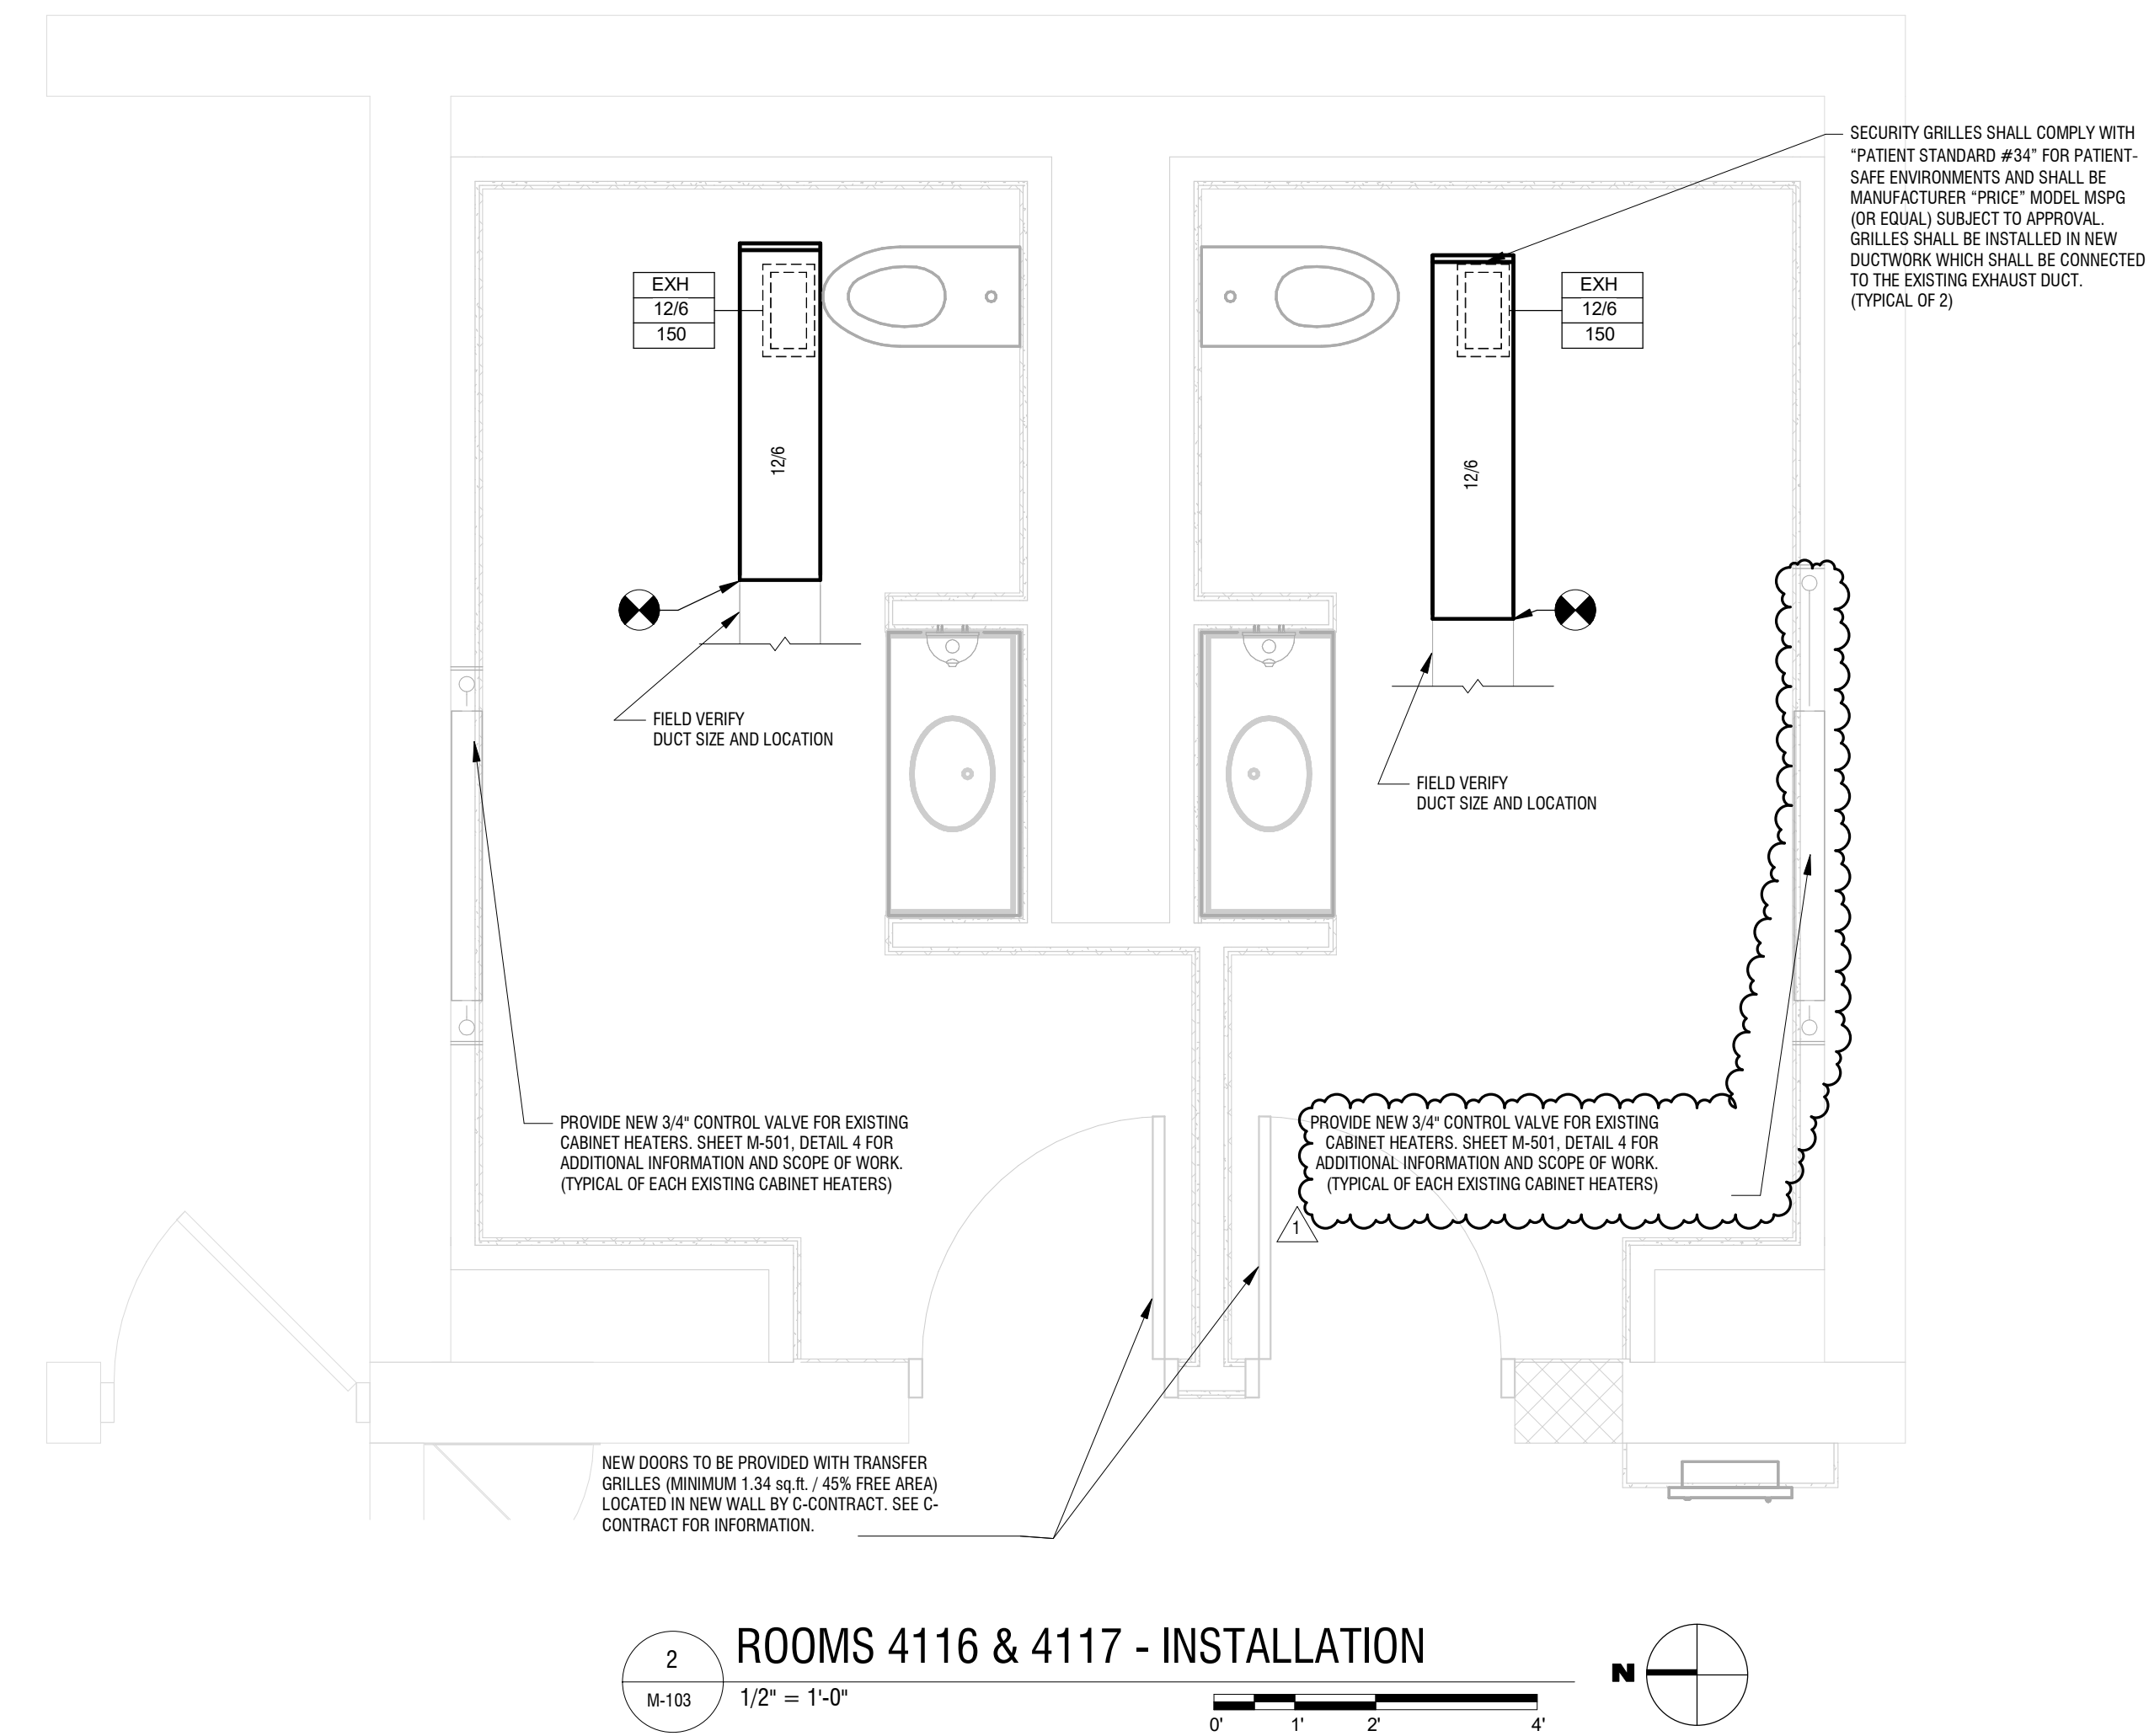 SECURITY GRILLES SHALL COMPLY WITH
“PATIENT STANDARD #34” FOR PATIENT-
SAFE ENVIRONMENTS AND SHALL BE
MANUFACTURER “PRICE” MODEL MSPG
(OR EQUAL) SUBJECT TO APPROVAL.
GRILLES SHALL BE INSTALLED IN NEW
DUCTWORK WHICH SHALL BE CONNECTED
TO THE EXISTING EXHAUST DUCT.
(TYPICAL OF 2)
EXH
12/6
150
EXH
12/6
150
12/6
12/6
FIELD VERIFY
DUCT SIZE AND LOCATION
FIELD VERIFY
DUCT SIZE AND LOCATION
PROVIDE NEW 3/4" CONTROL VALVE FOR EXISTING
CABINET HEATERS. SHEET M-501, DETAIL 4 FOR
ADDITIONAL INFORMATION AND SCOPE OF WORK.
(TYPICAL OF EACH EXISTING CABINET HEATERS)
PROVIDE NEW 3/4" CONTROL VALVE FOR EXISTING
CABINET HEATERS. SHEET M-501, DETAIL 4 FOR
ADDITIONAL INFORMATION AND SCOPE OF WORK.
(TYPICAL OF EACH EXISTING CABINET HEATERS)
1
NEW DOORS TO BE PROVIDED WITH TRANSFER
GRILLES (MINIMUM 1.34 sq.ft. / 45% FREE AREA)
LOCATED IN NEW WALL BY C-CONTRACT. SEE C-
CONTRACT FOR INFORMATION.
2
M-103
ROOMS 4116 & 4117 - INSTALLATION
1/2" = 1'-0"
0' 1' 2' 4'
N